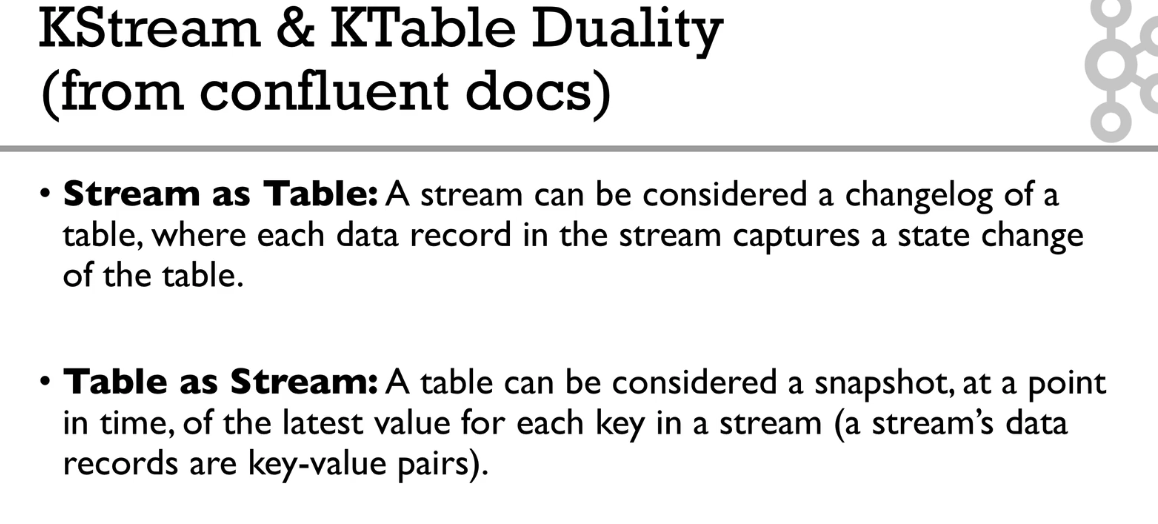 KStream & KTable Duality
(from confluent docs)
• Stream as Table: A stream can be considered a changelog of a
table, where each data record in the stream captures a state change
of the table.
• Table as Stream: A table can be considered a snapshot, at a point
in time, of the latest value for each key in a stream (a stream’s data
records are key-value pairs).